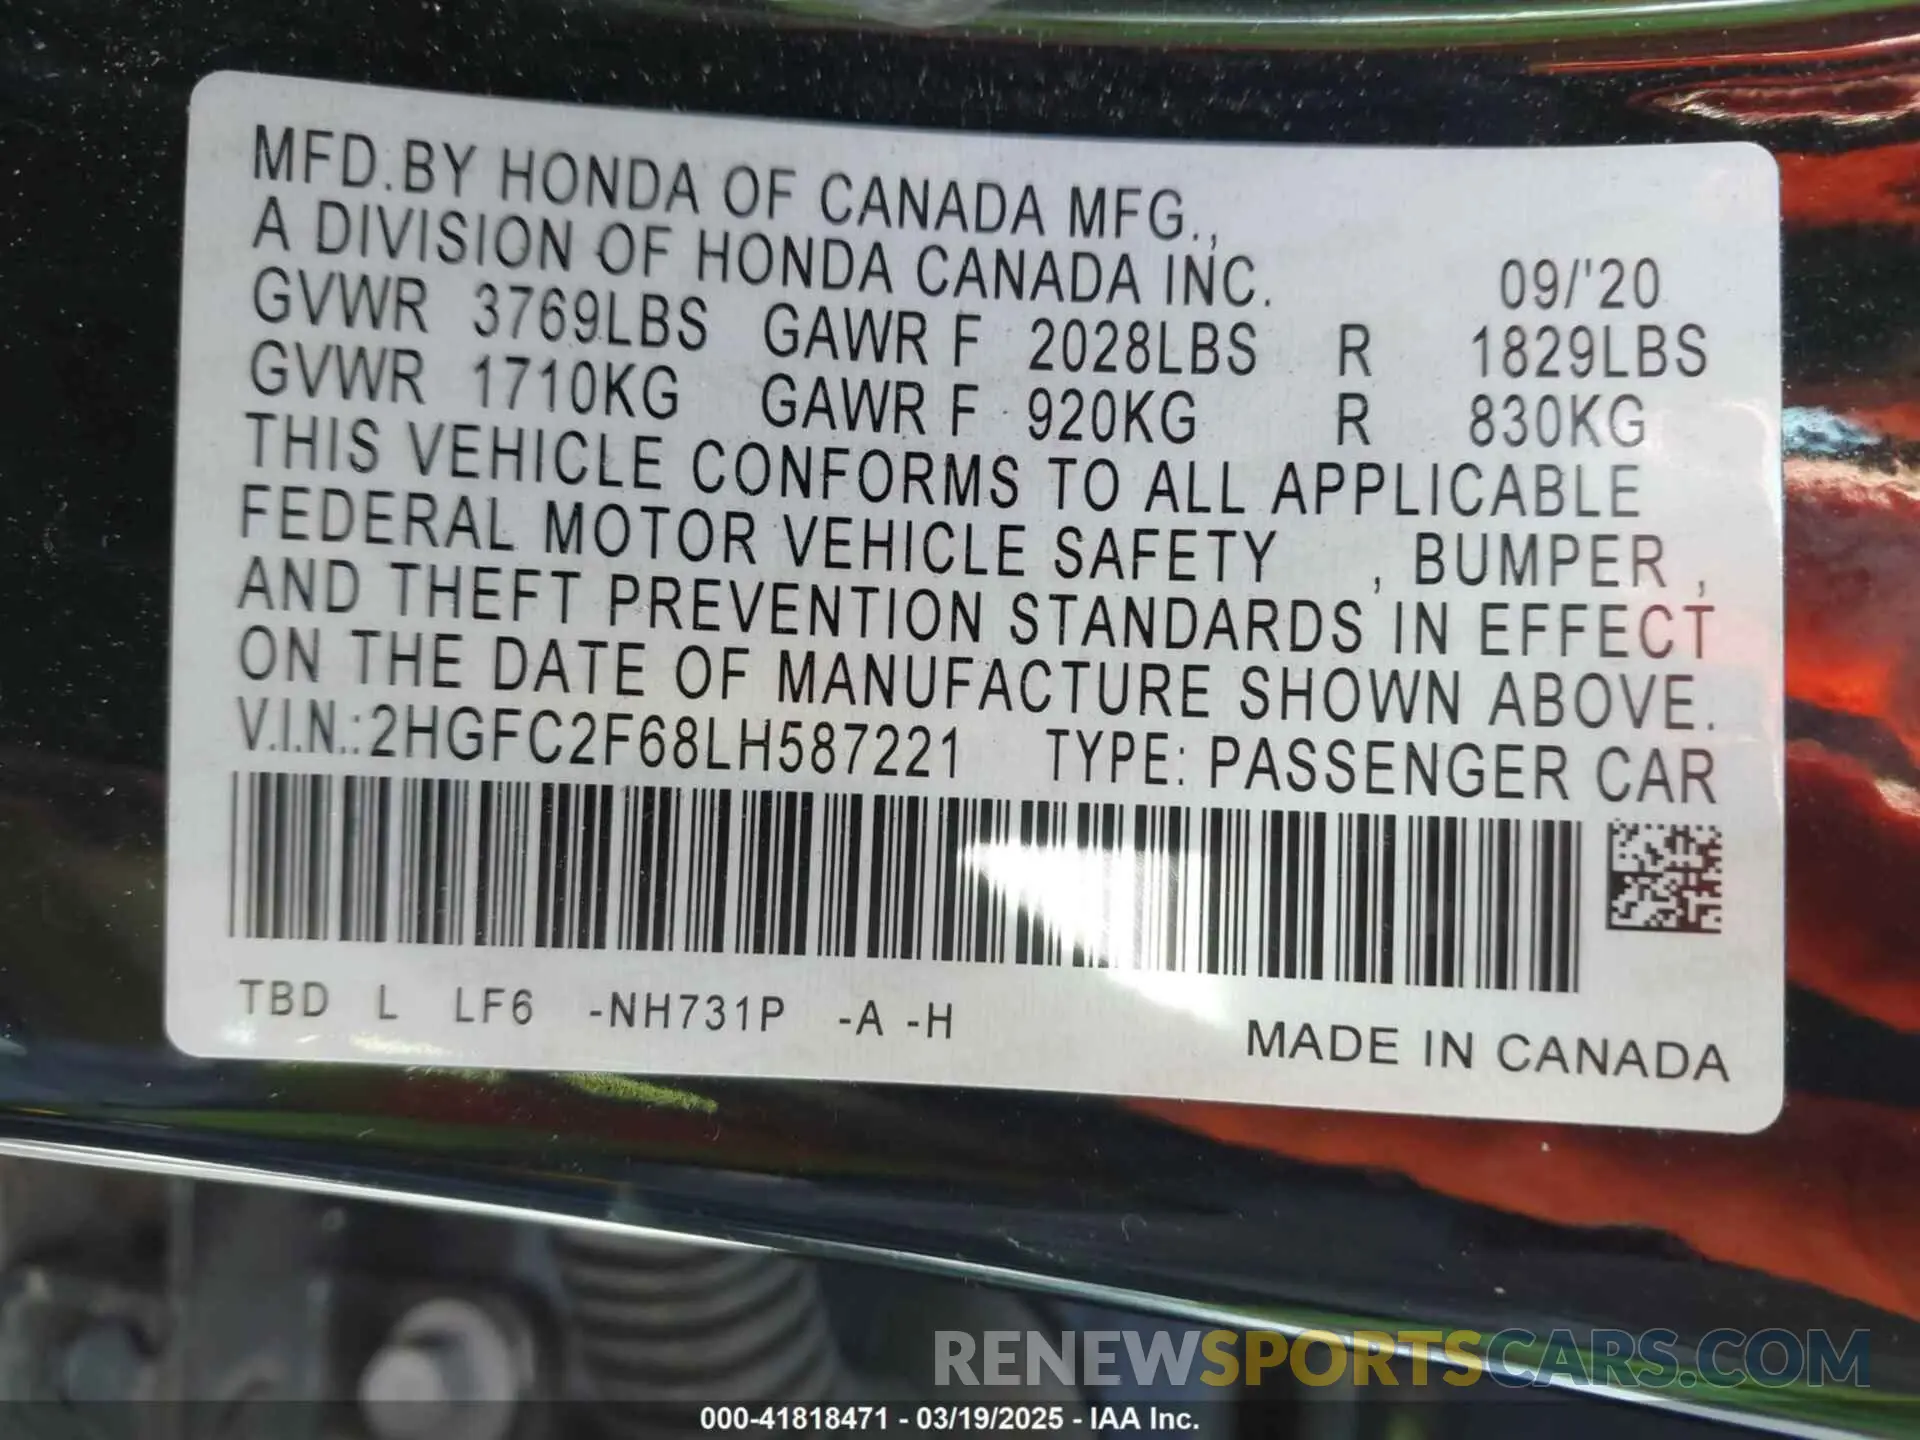 MFD.BY HONDA OF CANADA MFG.,
A DIVISION OF HONDA CANADA INC. 09/'20
GVWR 3769LBS GAWR F 2028LBS R 1829LBS
GVWR 1710KG GAWR F 920KG R 830KG
THIS VEHICLE CONFORMS TO ALL APPLICABLE
FEDERAL MOTOR VEHICLE SAFETY , BUMPER ,
AND THEFT PREVENTION STANDARDS IN EFFECT
ON THE DATE OF MANUFACTURE SHOWN ABOVE.
V.I.N.:2HGFC2F68LH587221 TYPE: PASSENGER CAR
TBD L LF6 -NH731P -A -H
MADE IN CANADA
RENEWSPORTSCARS.COM
000-41818471 - 03/19/2025 - IAA Inc.